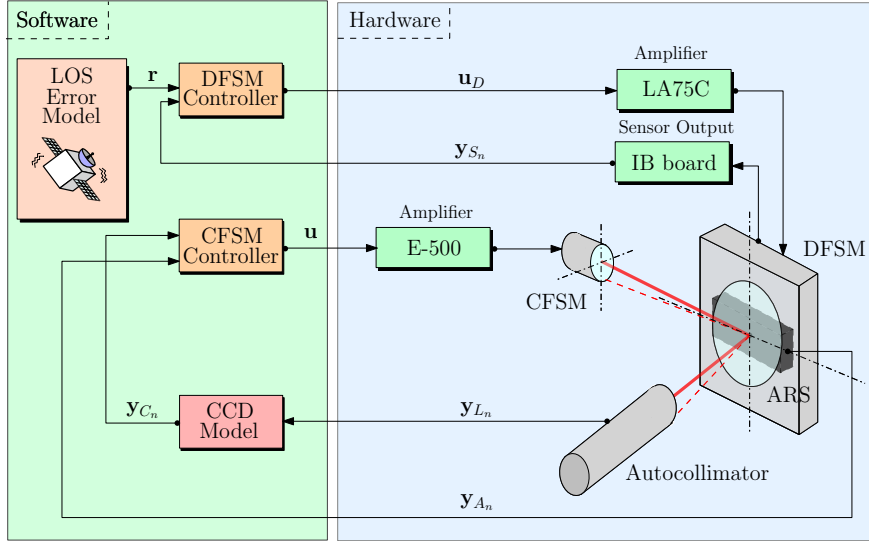 Software
Hardware
LOS
Error
Model
r
DFSM
Controller
u_D
Amplifier
LA75C
Sensor Output
IB board
y_{S_n}
CFSM
Controller
u
Amplifier
E-500
CFSM
DFSM
ARS
y_{C_n}
CCD
Model
y_{L_n}
Autocollimator
y_{A_n}